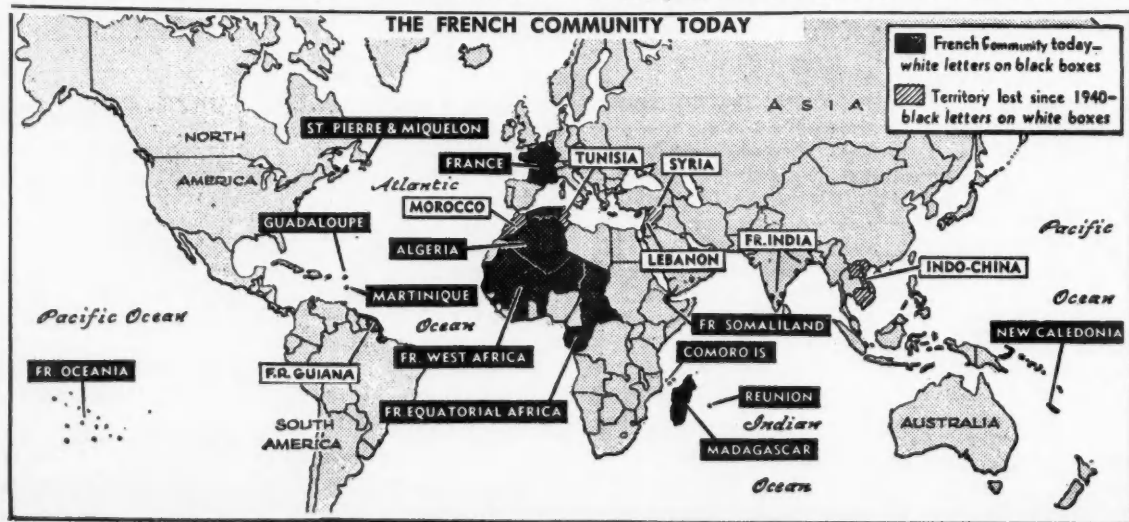 THE FRENCH COMMUNITY TODAY
French Community today—
white letters on black boxes
Territory lost since 1940—
black letters on white boxes
ASIA
NORTH
AMERICA
ST. PIERRE & MIQUELON
FRANCE
TUNISIA
SYRIA
Atlantic
MOROCCO
GUADALOUPE
ALGERIA
LEBANON
FR. INDIA
Pacific
INDO-CHINA
MARTINIQUE
Pacific Ocean
Ocean
FR. SOMALILAND
Ocean
NEW CALEDONIA
FR. WEST AFRICA
COMORO IS
FR. OCEANIA
F.R. GUIANA
FR. EQUATORIAL AFRICA
REUNION
SOUTH
AMERICA
Indian
MADAGASCAR
AUSTRALIA
Ocean